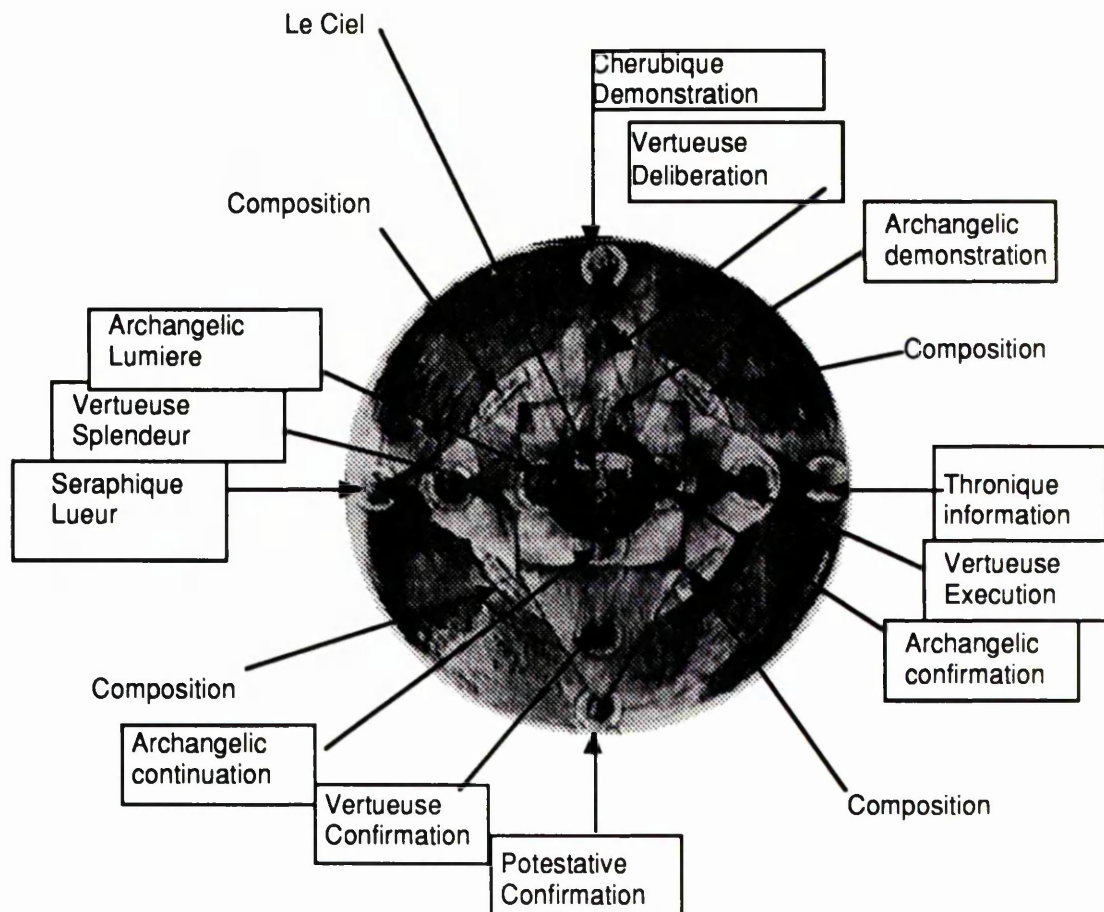 Le Ciel
Cherubique
Demonstration
Vertueuse
Deliberation
Composition
Archangelic
demonstration
Archangelic
Lumiere
Composition
Vertueuse
Splendeur
Seraphique
Lueur
Thronique
information
Vertueuse
Execution
Archangelic
confirmation
Composition
Archangelic
continuation
Vertueuse
Confirmation
Composition
Potestative
Confirmation